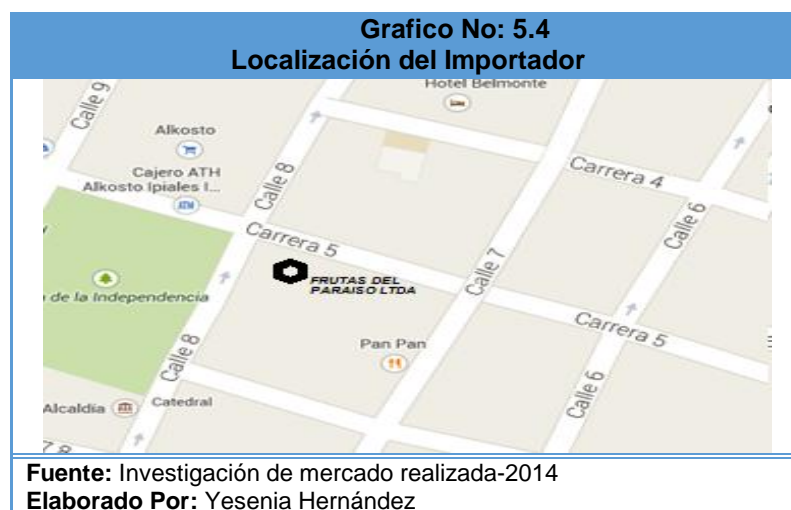 Grafico No: 5.4
Localización del Importador
Hotel Belmonte
Calle 9
Alkosto
Cajero ATH
Alkosto Ipiales I...
Calle 8
Carrera 4
Calle 6
Carrera 5
FRUTAS DEL
PARAISO LTDA
de la Independencia
Calle 7
Carrera 5
Pan Pan
Calle 8
Calle 6
Alcaldia
Catedral
Fuente: Investigación de mercado realizada-2014
Elaborado Por: Yesenia Hernández